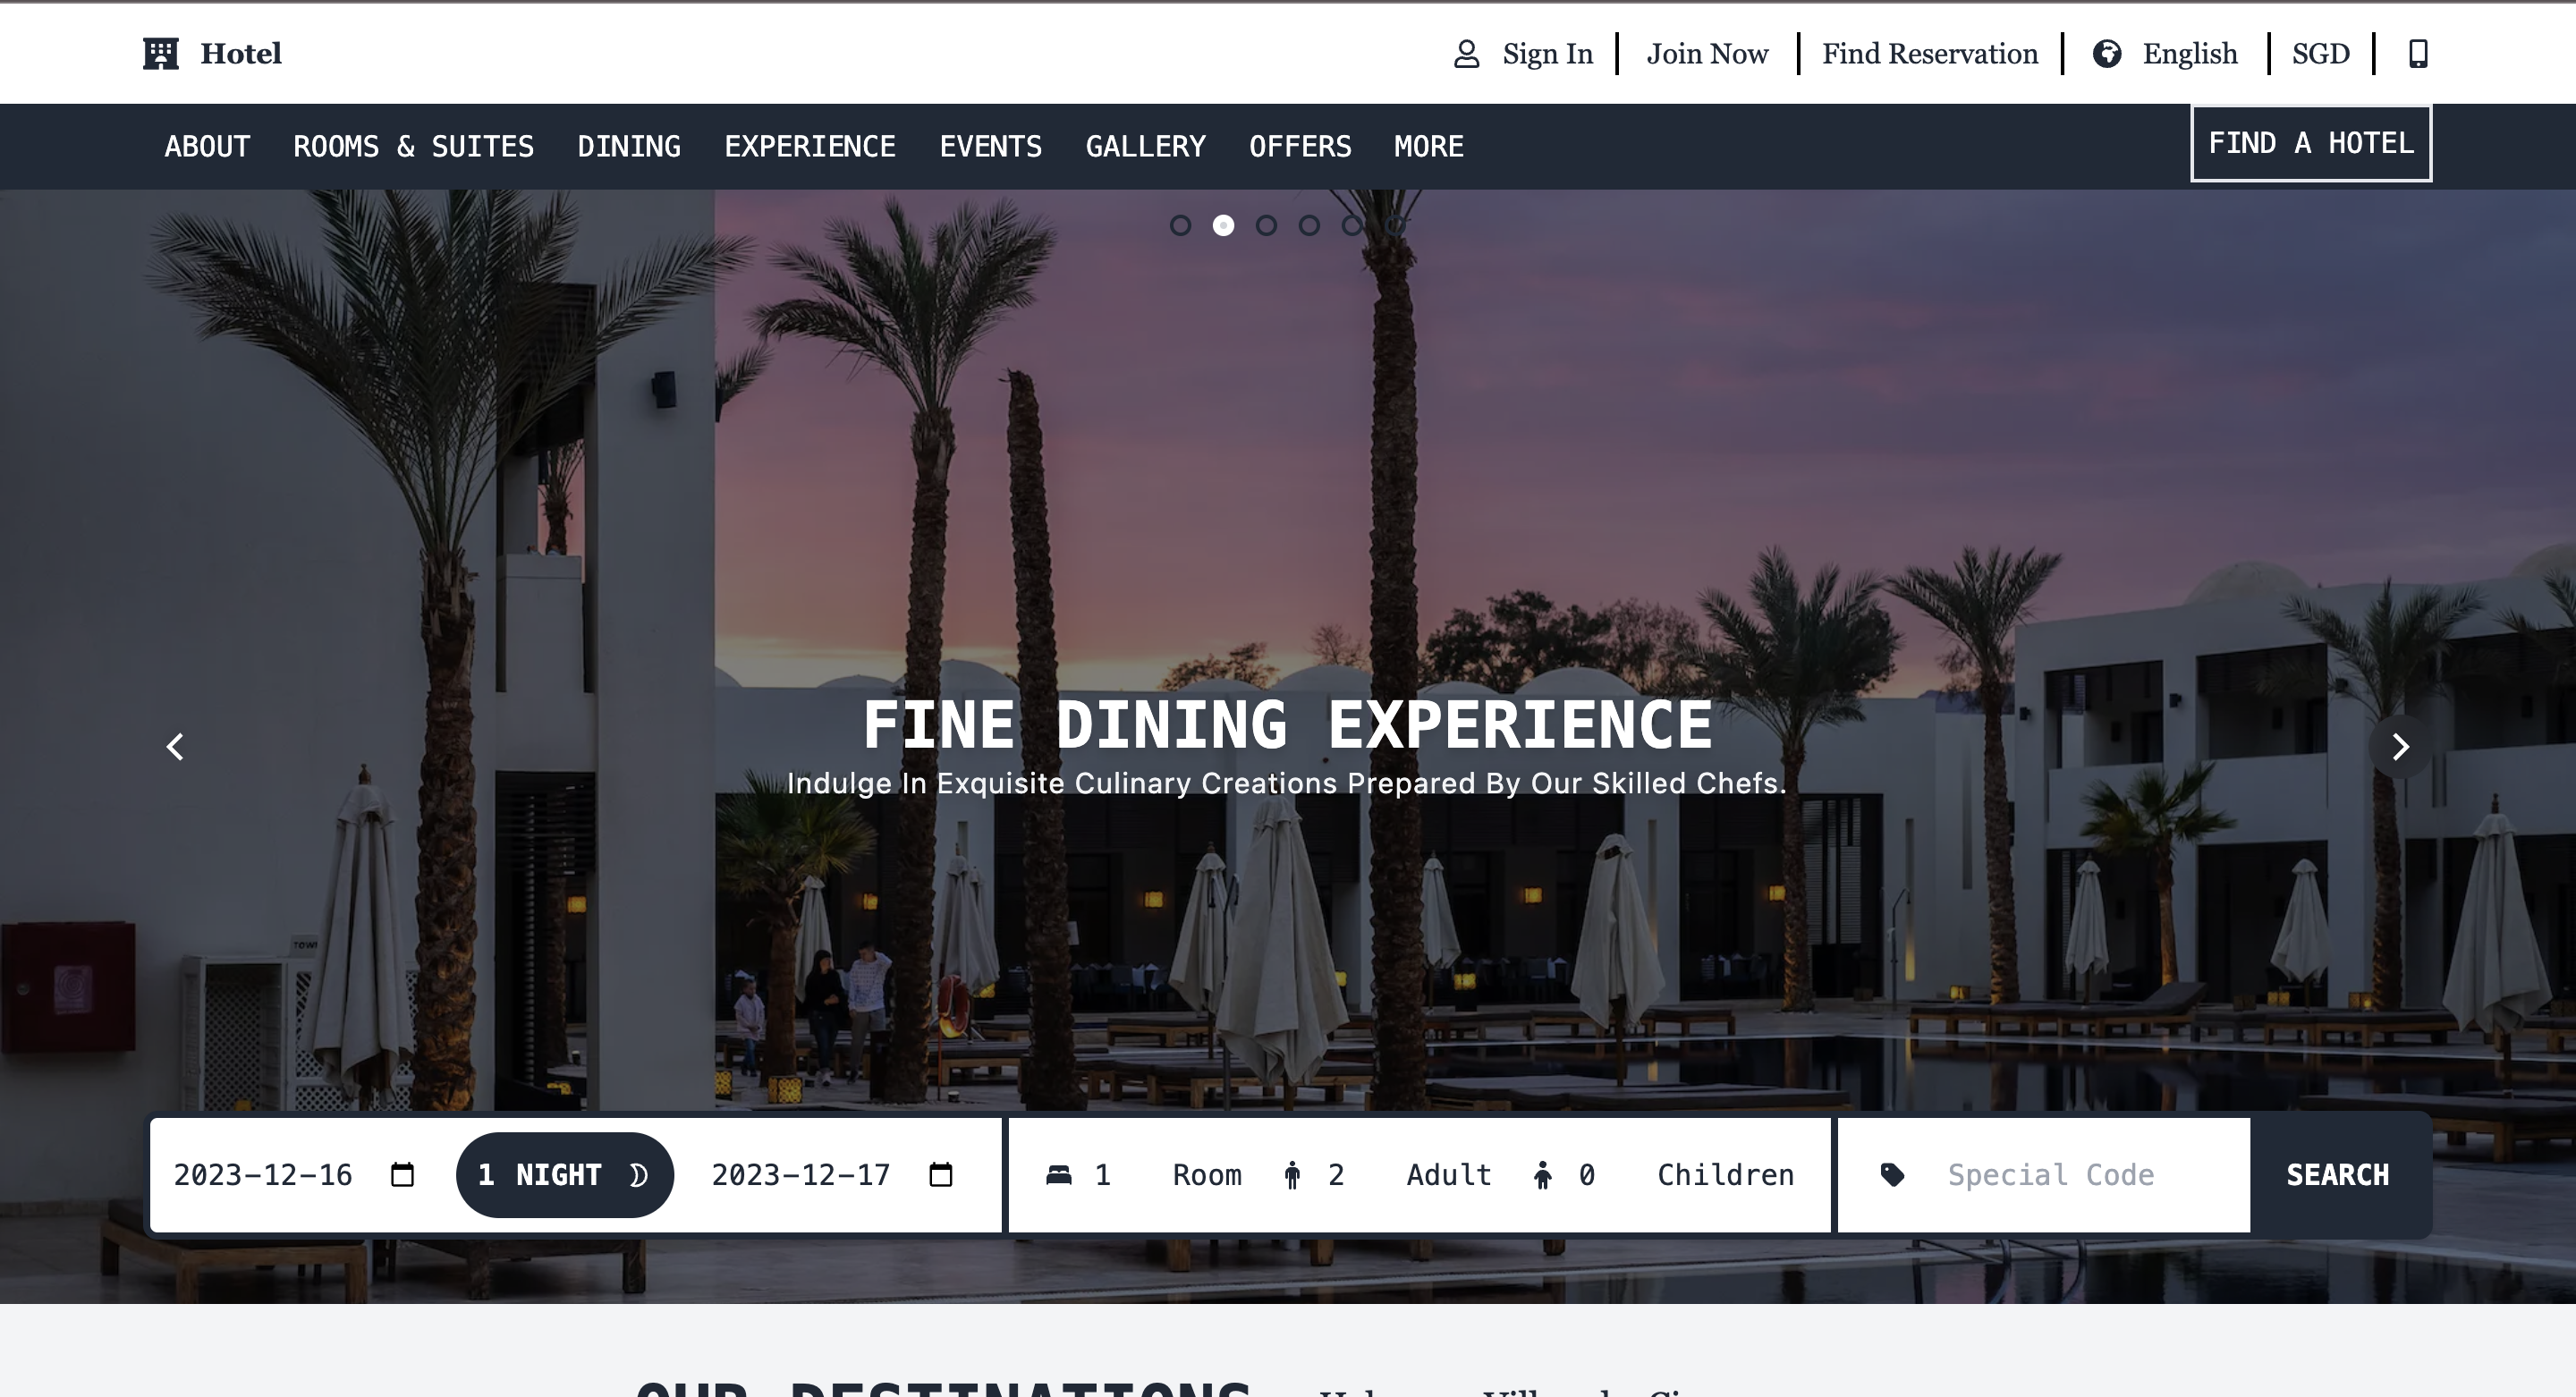 Hotel
Sign In
Join Now
Find Reservation
English
SGD
ABOUT
ROOMS & SUITES
DINING
EXPERIENCE
EVENTS
GALLERY
OFFERS
MORE
FIND A HOTEL
FINE DINING EXPERIENCE
Indulge In Exquisite Culinary Creations Prepared By Our Skilled Chefs.
2023-12-16
1 NIGHT
2023-12-17
1 Room
2 Adult
0 Children
Special Code
SEARCH
OUR DESTINATIONS